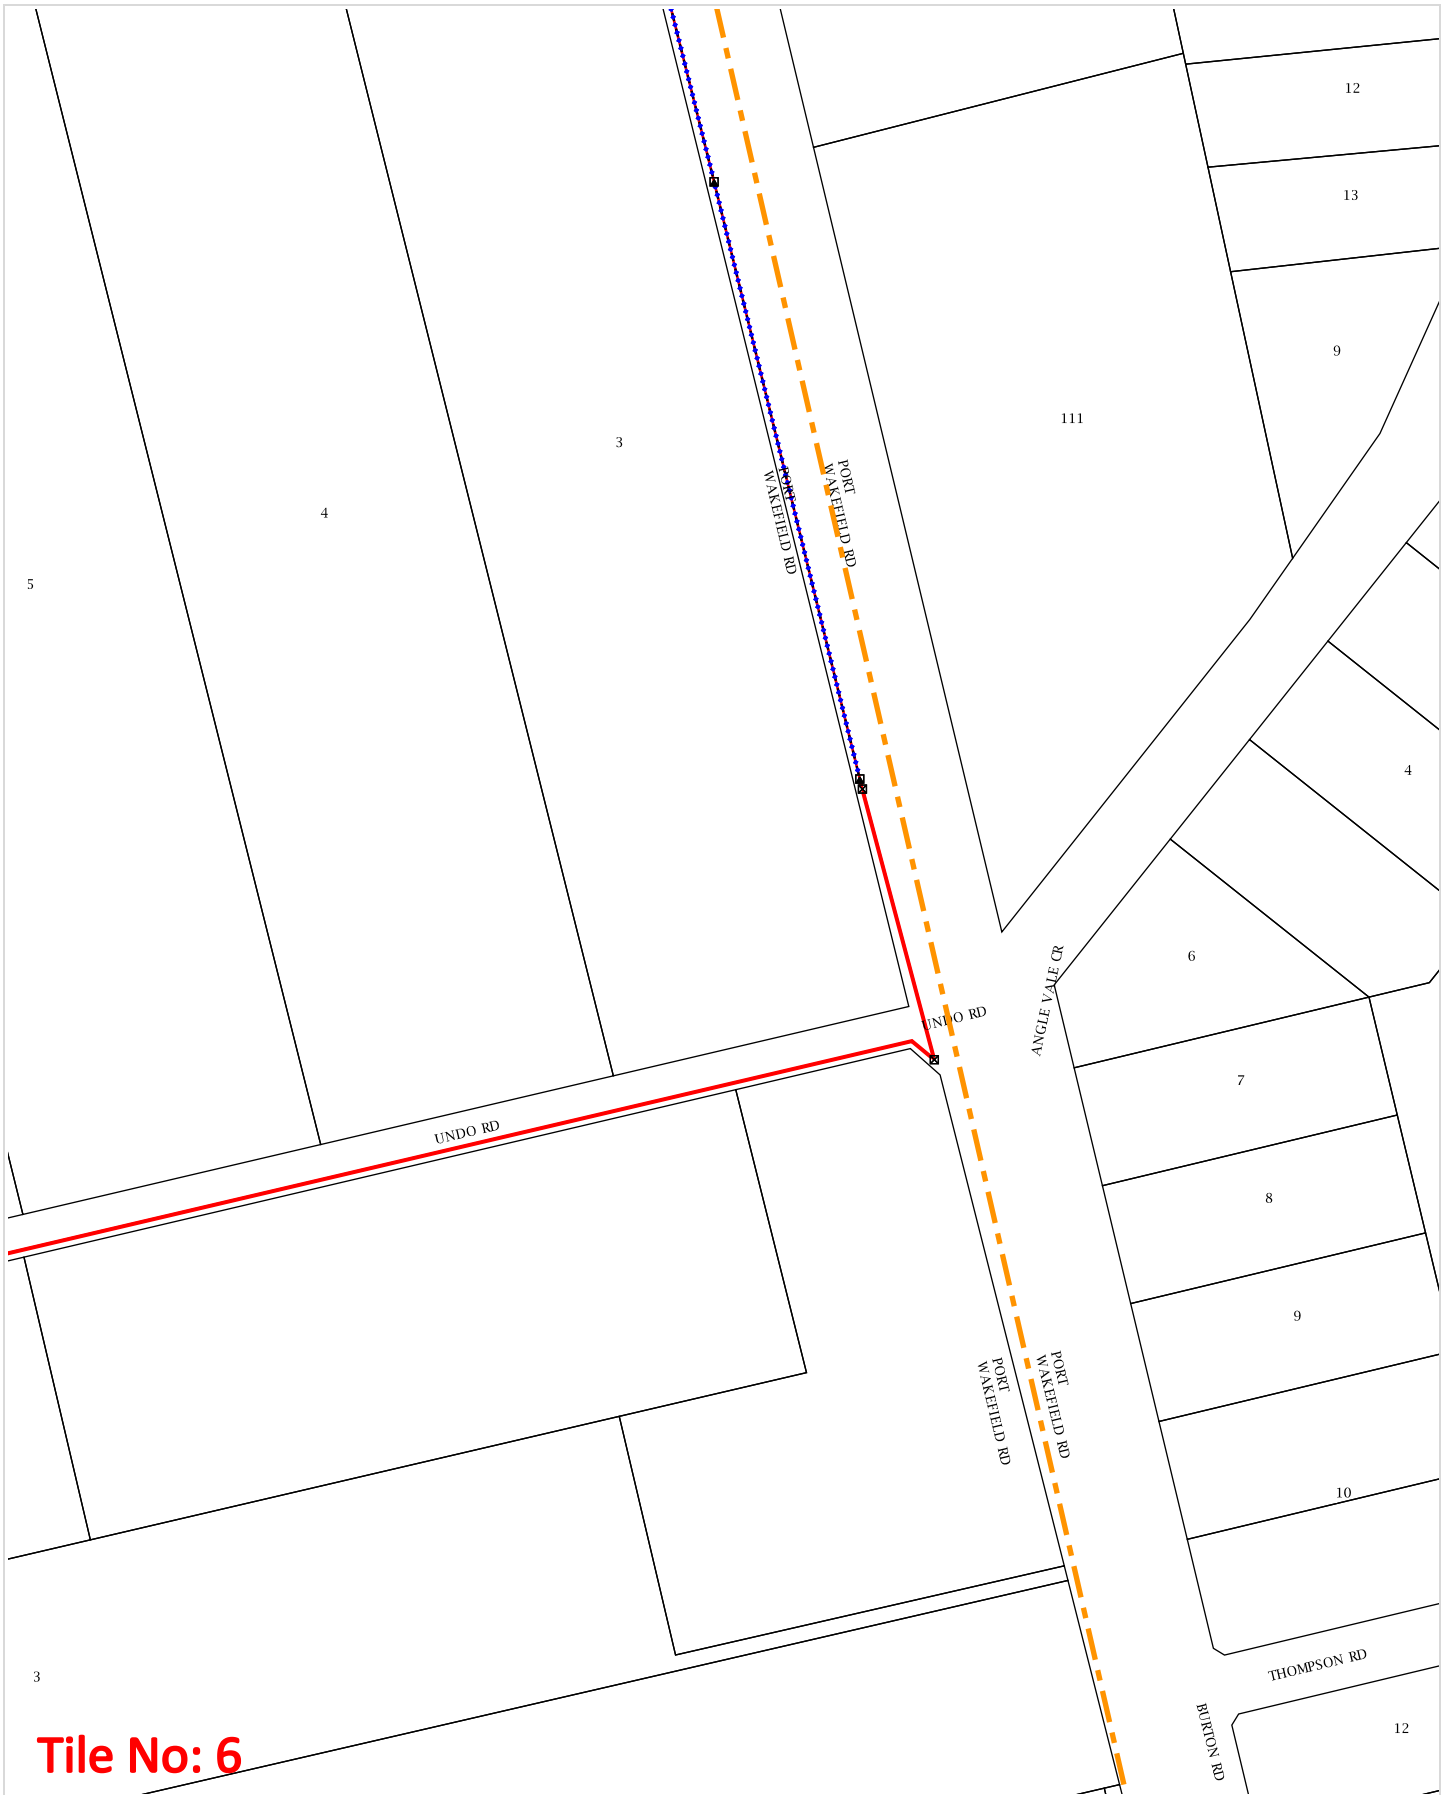 12
13
9
111
3
4
5
PORT
WAKEFIELD RD
PORT
WAKEFIELD RD
4
6
ANGLE VALE CR
UNDO RD
7
UNDO RD
8
9
PORT
WAKEFIELD RD
PORT
WAKEFIELD RD
10
THOMPSON RD
3
BURTON RD
12
Tile No: 6